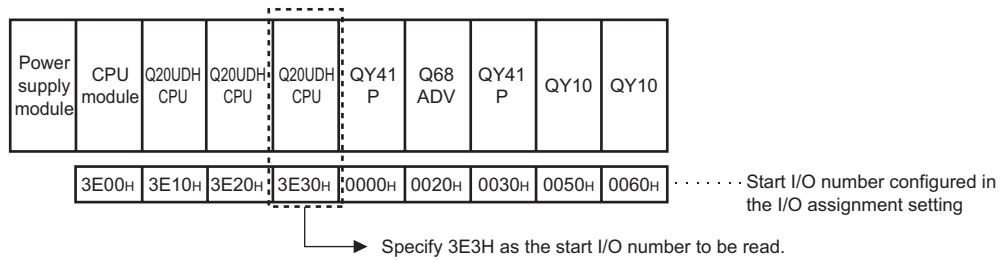 Power supply module
CPU module
Q20UDH CPU
Q20UDH CPU
Q20UDH CPU
QY41 P
Q68 ADV
QY41 P
QY10
QY10
3E00H 3E10H 3E20H 3E30H 0000H 0020H 0030H 0050H 0060H
Start I/O number configured in
the I/O assignment setting
Specify 3E3H as the start I/O number to be read.